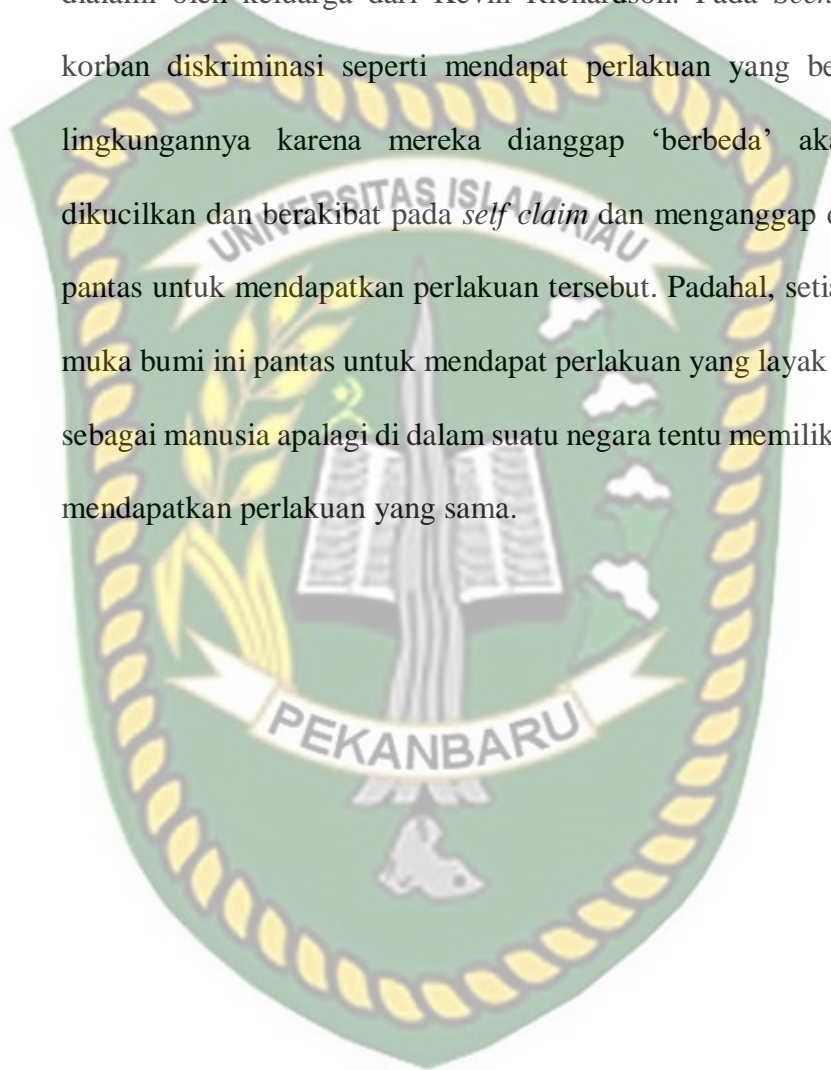 dialami oleh keluarga dari Kevin Richardson. Pada
korban diskriminasi seperti mendapat perlakuan yang be
lingkungannya karena mereka dianggap ‘berbeda’ aka
dikucilkan dan berakibat pada self claim dan menganggap
pantas untuk mendapatkan perlakuan tersebut. Padahal, setia
muka bumi ini pantas untuk mendapat perlakuan yang layak
sebagai manusia apalagi di dalam suatu negara tentu memilik
mendapatkan perlakuan yang sama.
UNIVERSITAS ISLAM RIAU
PEKANBARU